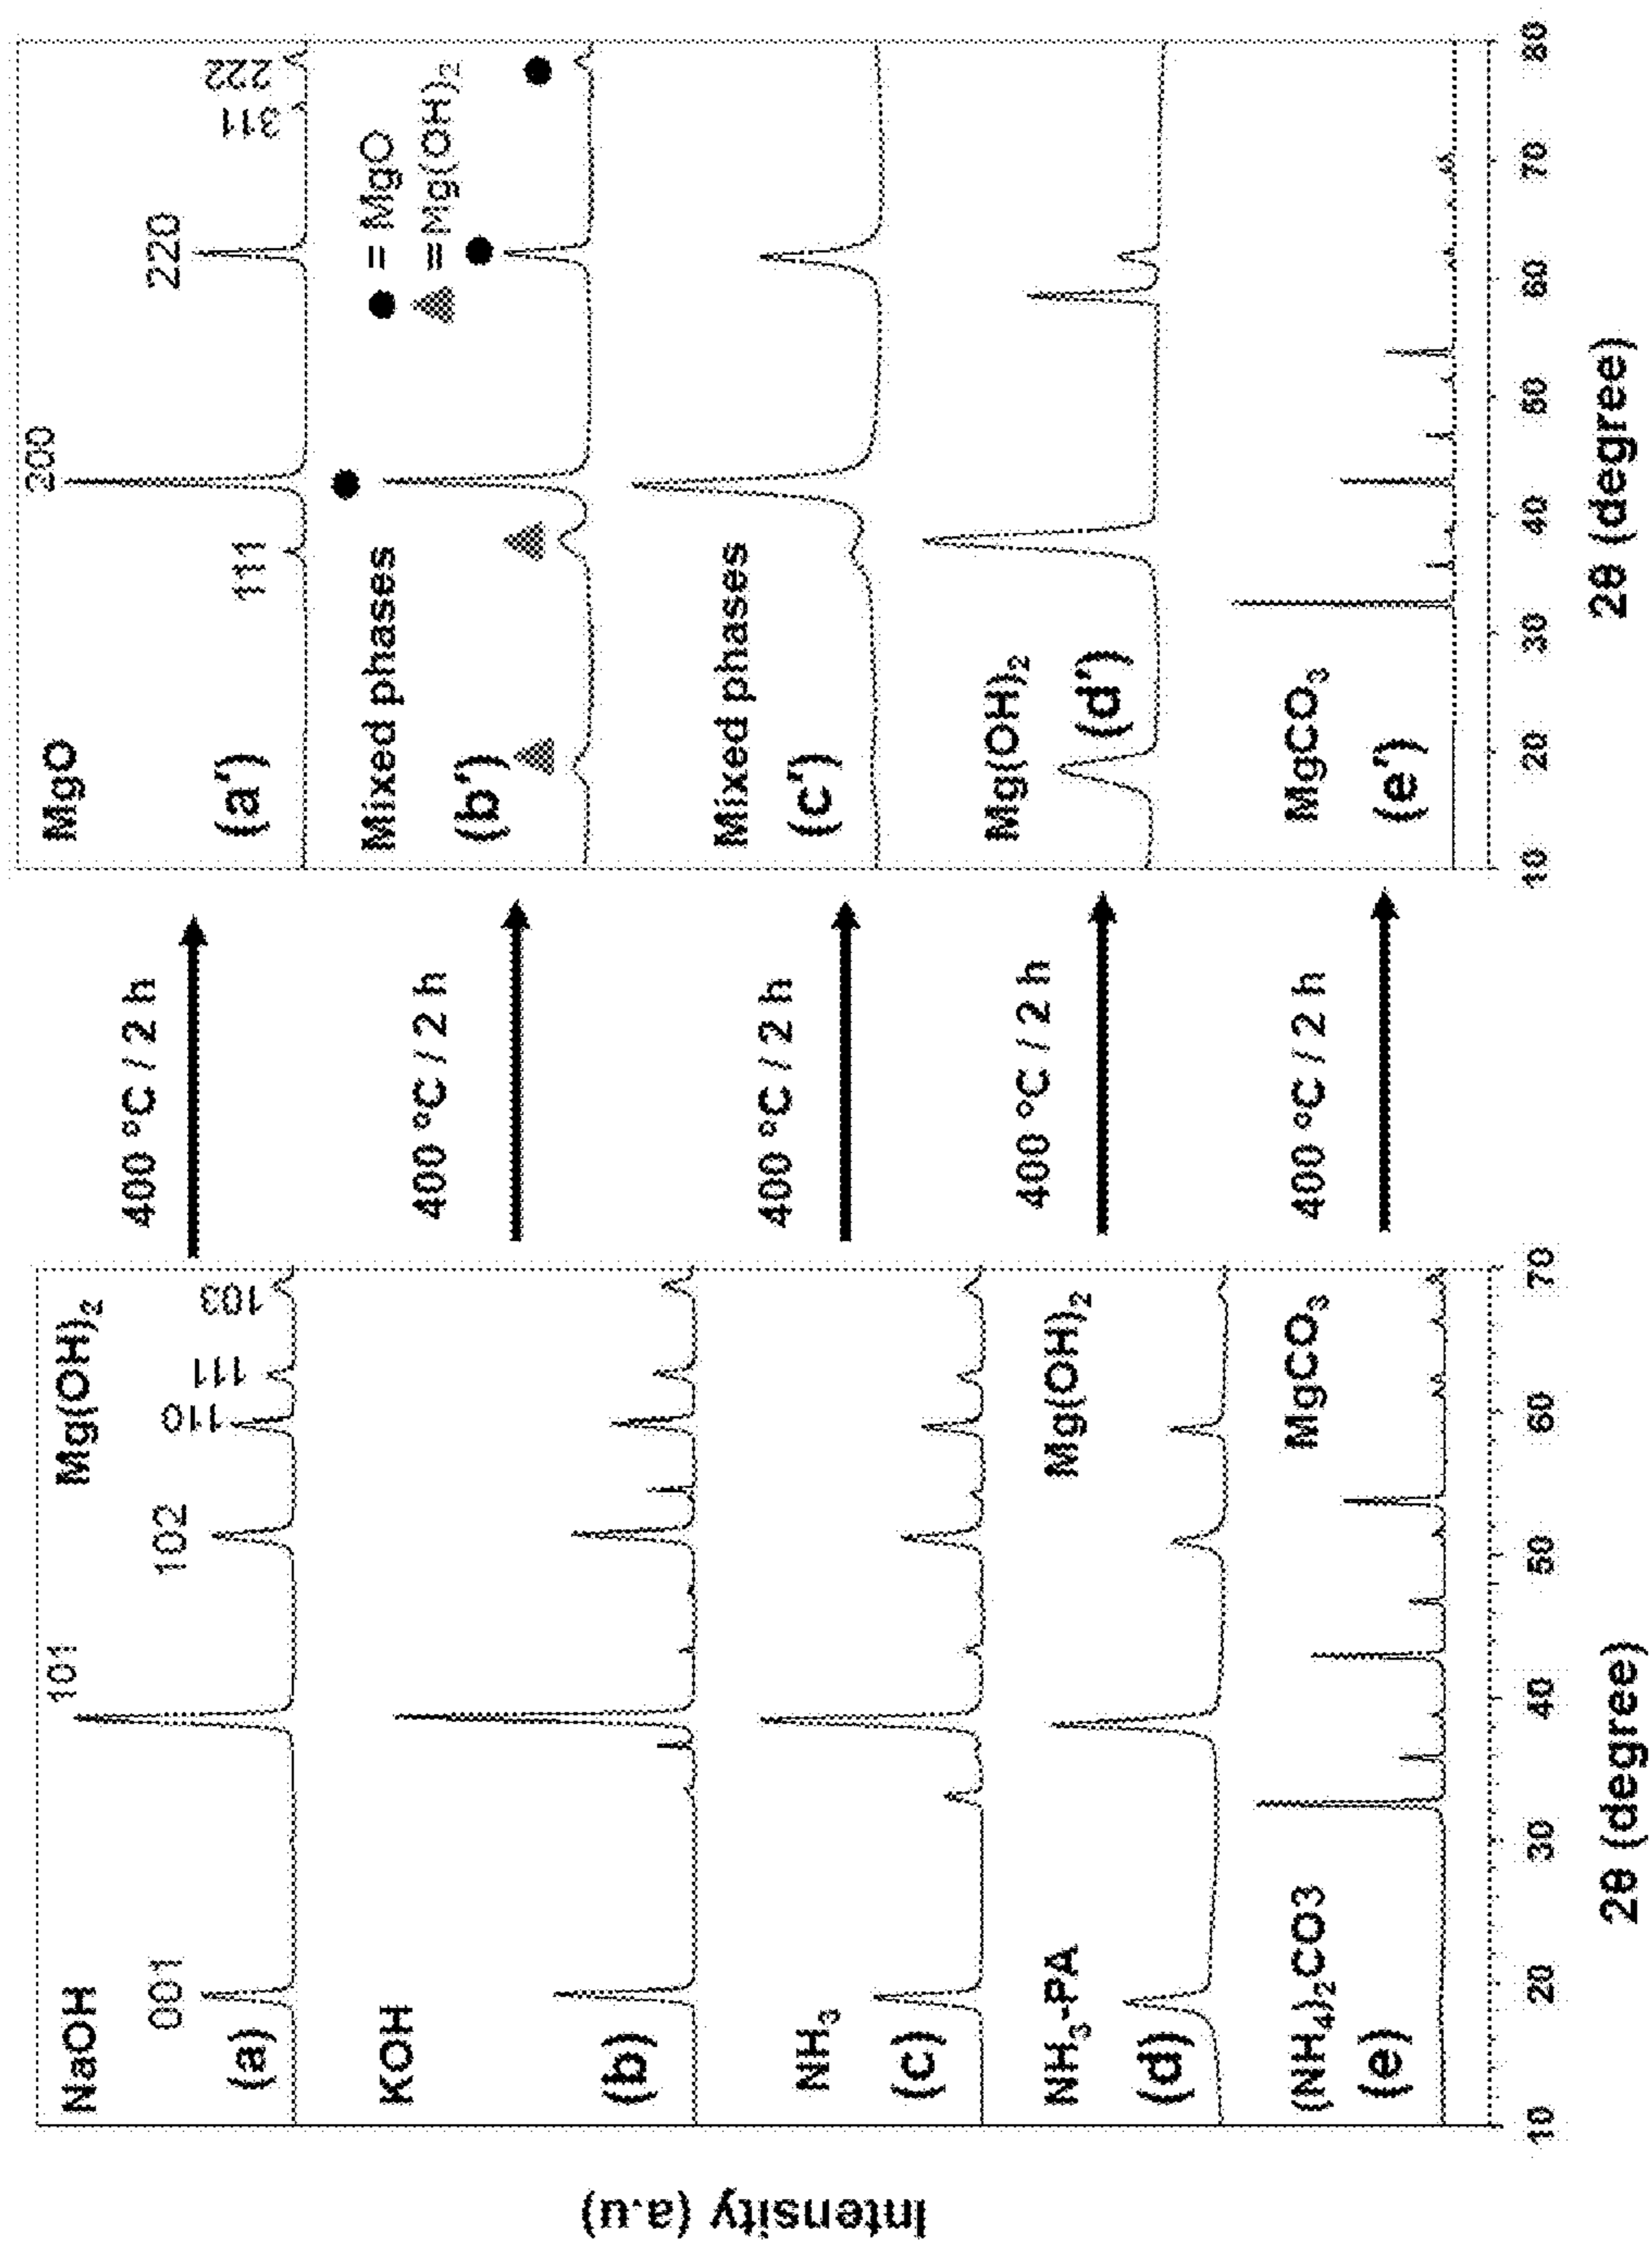 Intensity (a.u)
NaOH
Mg(OH)2
001
101
102
110
111
103
(a)
KOH
(b)
NH3
(c)
NH3-PA
Mg(OH)2
(d)
(NH4)2CO3
MgCO3
(e)
10 20 30 40 50 60 70
2θ (degree)
400 °C / 2 h
400 °C / 2 h
400 °C / 2 h
400 °C / 2 h
400 °C / 2 h
MgO
111
200
220
311
222
(a')
Mixed phases
● = MgO
▲ = Mg(OH)2
(b')
Mixed phases
(c')
Mg(OH)2
(d')
MgCO3
(e')
10 20 30 40 50 60 70 80
2θ (degree)